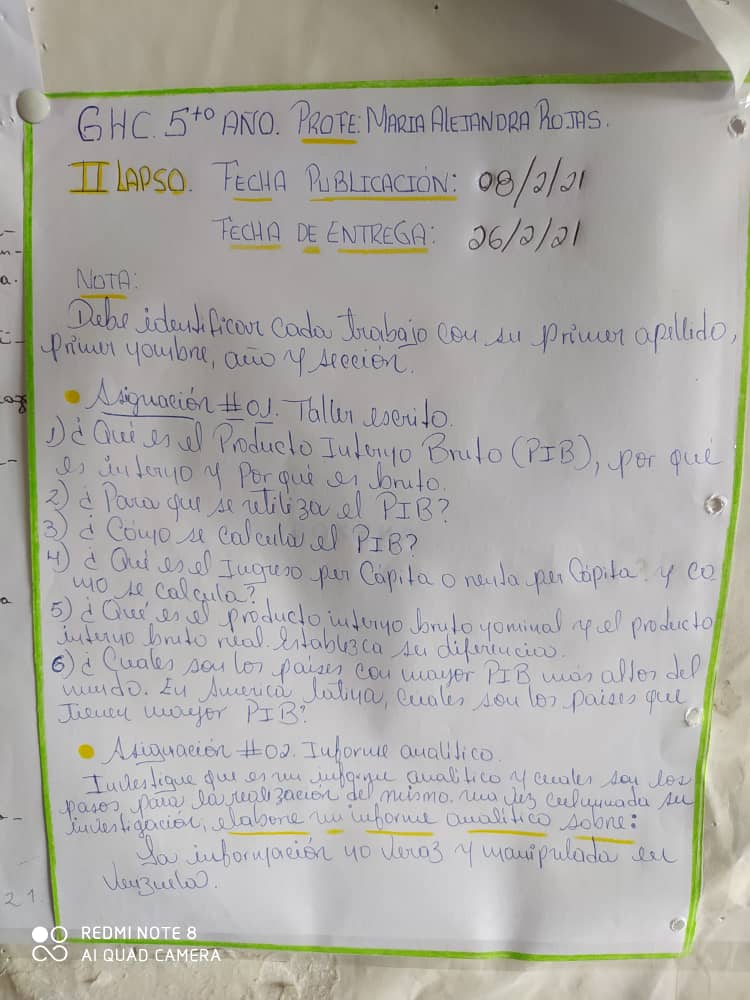 GHC. 5to AÑO. PROFE: MARIA ALEJANDRA ROJAS.
II LAPSO. FECHA PUBLICACIÓN: 08/2/21
FECHA DE ENTREGA: 26/2/21
NOTA:
Debe identificar cada trabajo con su primer apellido,
primer nombre, año y sección.
• Asignación #01. Taller escrito.
1) ¿Qué es el Producto Interno Bruto (PIB), por qué
es interno y Por qué es bruto.
2) ¿Para que se utiliza el PIB?
3) ¿Cómo se calcula el PIB?
4) ¿Qué es el Ingreso per Cápita o renta per Cápita? y co
mo se calcula?
5) ¿Qué es el producto interno bruto nominal y el producto
interno bruto real. Establezca su diferencia.
6) ¿Cuales son los países con mayor PIB más altos del
mundo. En America latina, cuales son los paises que
tienen mayor PIB?
• Asignación #02. Informe analitico.
Investigue que es un informe analitico y cuales son los
pasos para la realización del mismo. una vez culminada su
investigación, elabore un informe analitico sobre:
La información no veraz y manipulada en
Venezuela.
21.
REDMI NOTE 8
AI QUAD CAMERA